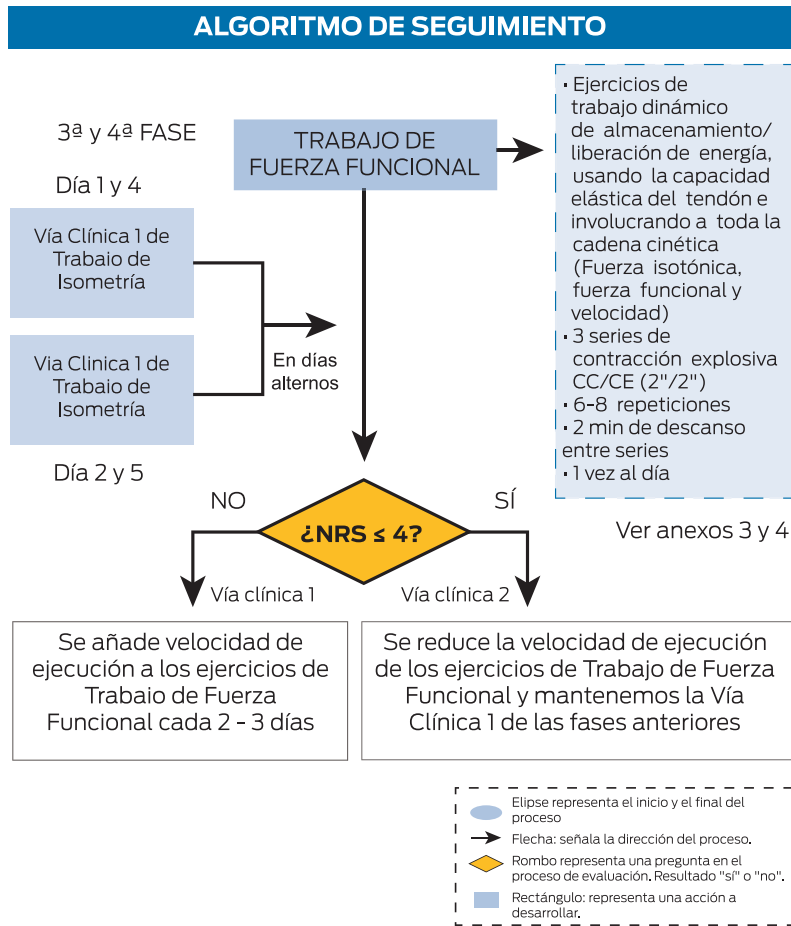 ALGORITMO DE SEGUIMIENTO
3ª y 4ª FASE
Día 1 y 4
Vía Clínica 1 de
Trabaio de
Isometría
Via Clinica 1 de
Trabaio de
Isometría
Día 2 y 5
En días
alternos
TRABAJO DE
FUERZA FUNCIONAL
· Ejercicios de
trabajo dinámico
de almacenamiento/
liberación de energía,
usando la capacidad
elástica del tendón e
involucrando a toda la
cadena cinética
(Fuerza isotónica,
fuerza funcional y
velocidad)
· 3 series de
contracción explosiva
CC/CE (2"/2")
· 6-8 repeticiones
· 2 min de descanso
entre series
· 1 vez al día
Ver anexos 3 y 4
NO
SÍ
¿NRS ≤ 4?
Vía clínica 1
Vía clínica 2
Se añade velocidad de
ejecución a los ejercicios de
Trabaio de Fuerza
Funcional cada 2 - 3 días
Se reduce la velocidad de ejecución
de los ejercicios de Trabajo de Fuerza
Funcional y mantenemos la Vía
Clínica 1 de las fases anteriores
Elipse representa el inicio y el final del
proceso
Flecha: señala la dirección del proceso.
Rombo representa una pregunta en el
proceso de evaluación. Resultado "sí" o "no".
Rectángulo: representa una acción a
desarrollar.